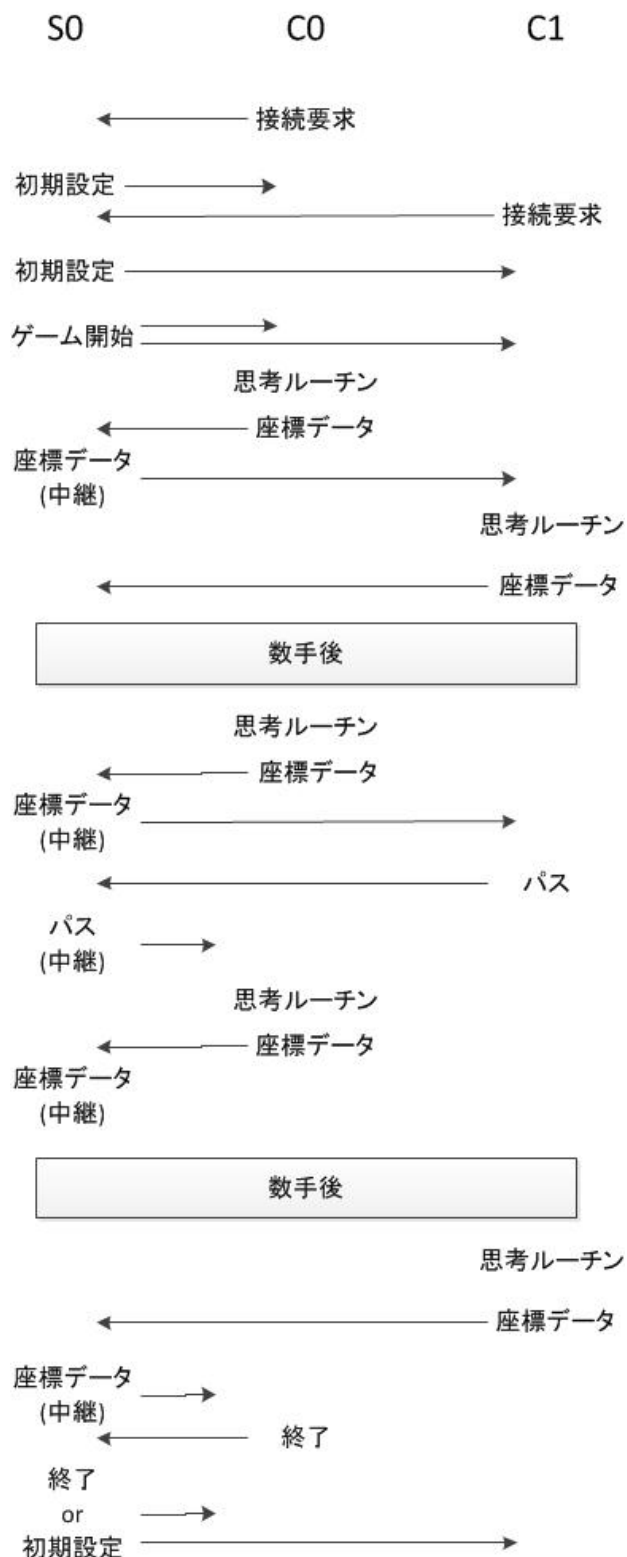 S0 C0 C1
接続要求
初期設定
接続要求
初期設定
ゲーム開始
思考ルーチン
座標データ
座標データ
(中継)
思考ルーチン
座標データ
数手後
思考ルーチン
座標データ
座標データ
(中継)
パス
パス
(中継)
思考ルーチン
座標データ
座標データ
(中継)
数手後
思考ルーチン
座標データ
座標データ
(中継)
終了
終了
or
初期設定